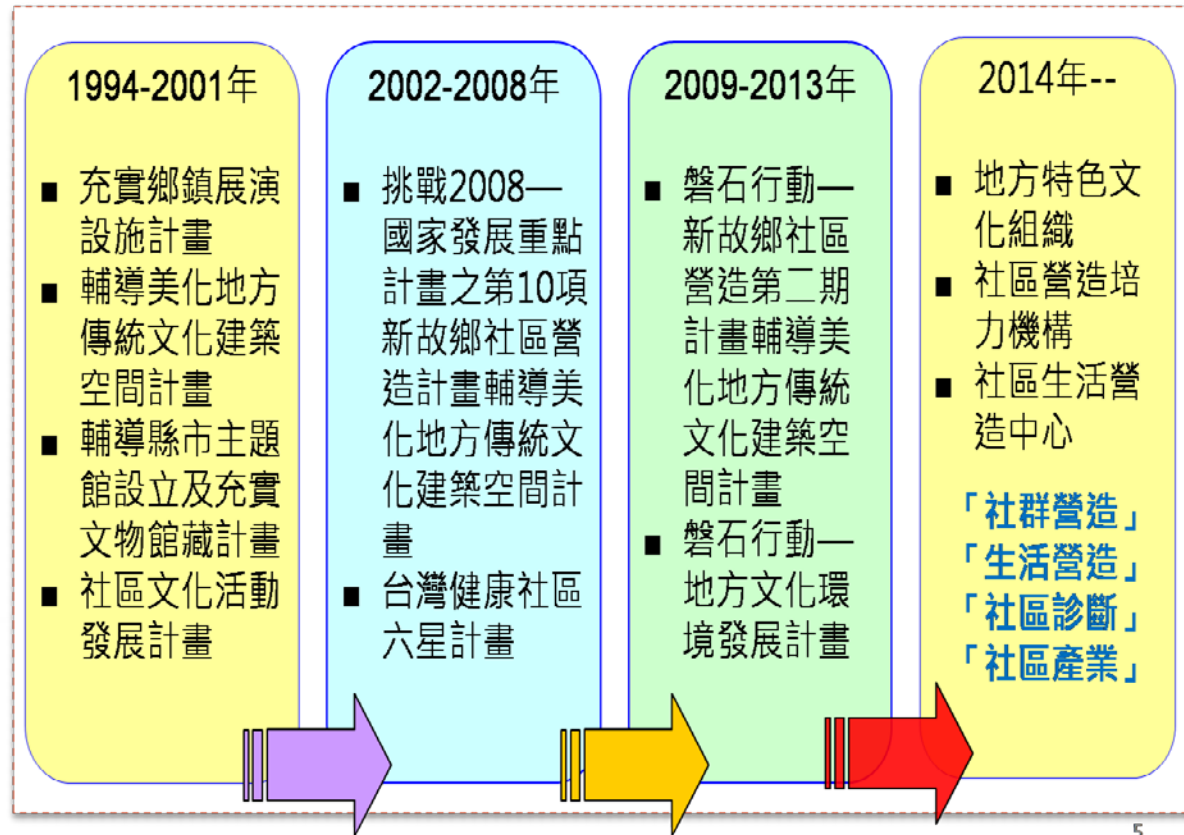 1994-2001年
■ 充實鄉鎮展演
設施計畫
■ 輔導美化地方
傳統文化建築
空間計畫
■ 輔導縣市主題
館設立及充實
文物館藏計畫
■ 社區文化活動
發展計畫
2002-2008年
■ 挑戰2008—
國家發展重點
計畫之第10項
新故鄉社區營
造計畫輔導美
化地方傳統文
化建築空間計
畫
■ 台灣健康社區
六星計畫
2009-2013年
■ 磐石行動—
新故鄉社區
營造第二期
計畫輔導美
化地方傳統
文化建築空
間計畫
■ 磐石行動—
地方文化環
境發展計畫
2014年--
■ 地方特色文
化組織
■ 社區營造培
力機構
■ 社區生活營
造中心
「社群營造」
「生活營造」
「社區診斷」
「社區產業」
5